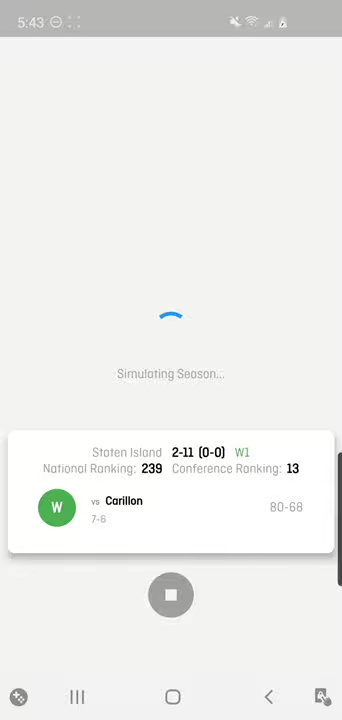 5:43
Simulating Season...
Staten Island 2-11 (0-0) W1
National Ranking: 239 Conference Ranking: 13
W vs Carillon 80-68
7-6